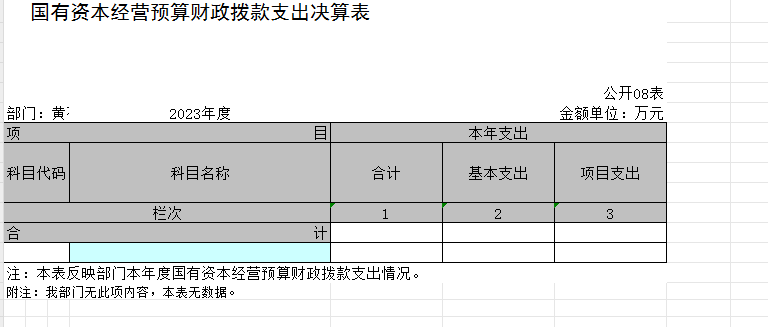 国有资本经营预算财政拨款支出决算表
公开08表
部门：黄 2023年度 金额单位：万元
项 目 本年支出
科目代码 科目名称 合计 基本支出 项目支出
栏次 1 2 3
合 计
注：本表反映部门本年度国有资本经营预算财政拨款支出情况。
附注：我部门无此项内容，本表无数据。